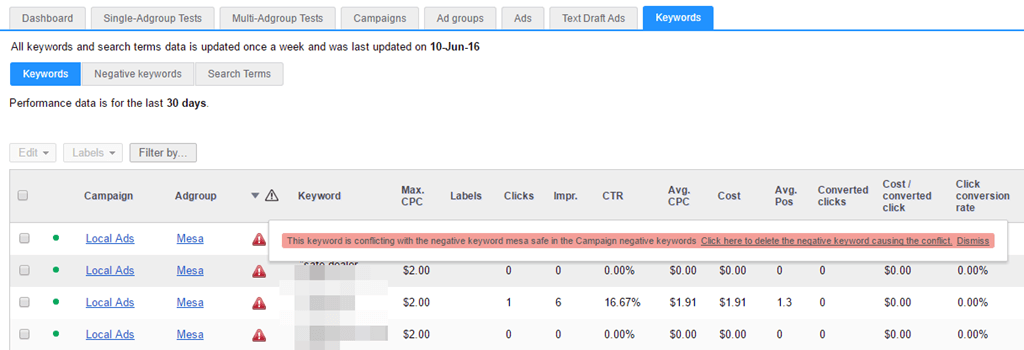 Dashboard Single-Adgroup Tests Multi-Adgroup Tests Campaigns Ad groups Ads Text Draft Ads Keywords
All keywords and search terms data is updated once a week and was last updated on 10-Jun-16
Keywords Negative keywords Search Terms
Performance data is for the last 30 days.
Edit Labels Filter by...
Campaign Adgroup Keyword Max. CPC Labels Clicks Impr. CTR Avg. CPC Cost Avg. Pos Converted clicks Cost / converted click Click conversion rate
Local Ads Mesa
This keyword is conflicting with the negative keyword mesa safe in the Campaign negative keywords Click here to delete the negative keyword causing the conflict. Dismiss
Local Ads Mesa safe dealer $2.00 0 0 0.00% $0.00 $0.00 0 0 $0.00 0.00%
Local Ads Mesa $2.00 1 6 16.67% $1.91 $1.91 1.3 0 $0.00 0.00%
Local Ads Mesa $2.00 0 0 0.00% $0.00 $0.00 0 0 $0.00 0.00%